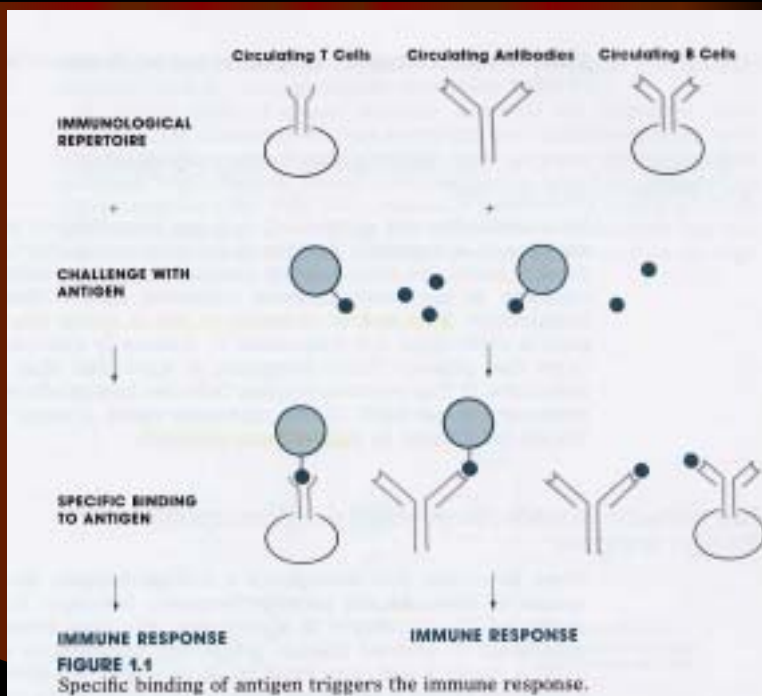 Circulating T Cells Circulating Antibodies Circulating B Cells
IMMUNOLOGICAL
REPERTOIRE
+ +
CHALLENGE WITH
ANTIGEN
SPECIFIC BINDING
TO ANTIGEN
IMMUNE RESPONSE IMMUNE RESPONSE
FIGURE 1.1
Specific binding of antigen triggers the immune response.